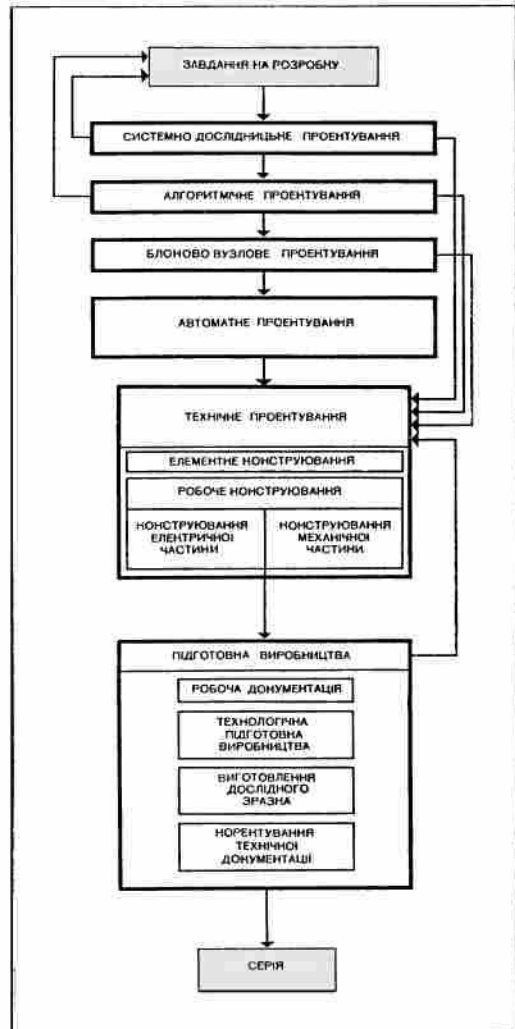 ЗАВДАННЯ НА РОЗРОБКУ
СИСТЕМНО ДОСЛІДНИЦЬКЕ ПРОЕКТУВАННЯ
АЛГОРИТМІЧНЕ ПРОЕКТУВАННЯ
БЛОКОВО ВУЗЛОВЕ ПРОЕКТУВАННЯ
АВТОМАТНЕ ПРОЕКТУВАННЯ
ТЕХНІЧНЕ ПРОЕКТУВАННЯ
ЕЛЕМЕНТНЕ КОНСТРУЮВАННЯ
РОБОЧЕ КОНСТРУЮВАННЯ
КОНСТРУЮВАННЯ
ЕЛЕКТРИЧНОЇ
ЧАСТИНИ
КОНСТРУЮВАННЯ
МЕХАНІЧНОЇ
ЧАСТИНИ
ПІДГОТОВКА ВИРОБНИЦТВА
РОБОЧА ДОКУМЕНТАЦІЯ
ТЕХНОЛОГІЧНА
ПІДГОТОВКА
ВИРОБНИЦТВА
ВИГОТОВЛЕННЯ
ДОСЛІДНОГО
ЗРАЗКА
КОРЕКТУВАННЯ
ТЕХНІЧНОЇ
ДОКУМЕНТАЦІЇ
СЕРІЯ